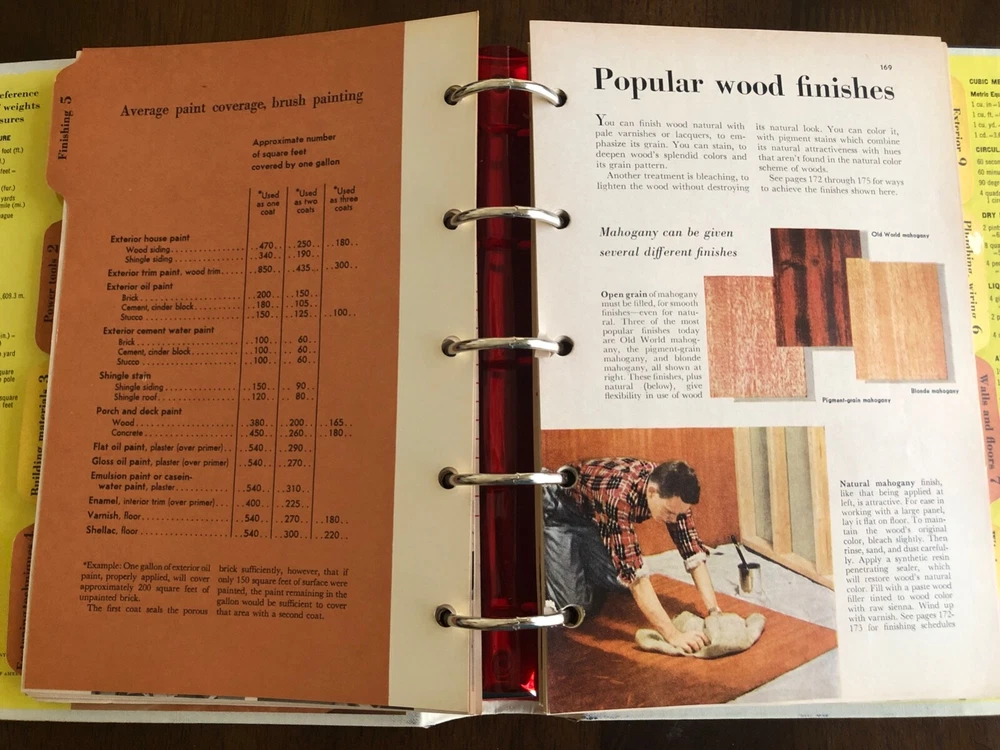 Finishing 5
Average paint coverage, brush painting
Approximate number
of square feet
covered by one gallon
*Used as one coat
*Used as two coats
*Used as three coats
Exterior house paint
Wood siding 470 250 180
Shingle siding 340 190
Exterior trim paint, wood trim 850 435 300
Exterior oil paint
Brick 200 150
Cement, cinder block 180 105
Stucco 150 125 100
Exterior cement water paint
Brick 100 60
Cement, cinder block 100 60
Stucco 100 60
Shingle stain
Shingle siding 150 90
Shingle roof 120 80
Porch and deck paint
Wood 380 200 165
Concrete 450 260 180
Flat oil paint, plaster (over primer) 540 290
Gloss oil paint, plaster (over primer) 540 270
Emulsion paint or casein-
water paint, plaster 540 310
Enamel, interior trim (over primer) 400 225
Varnish, floor 540 270 180
Shellac, floor 540 300 220
*Example: One gallon of exterior oil
paint, properly applied, will cover
approximately 200 square feet of
unpainted brick.
The first coat seals the porous
brick sufficiently, however, that if
only 150 square feet of surface were
painted, the paint remaining in the
gallon would be sufficient to cover
that area with a second coat.
169
Popular wood finishes
You can finish wood natural with
pale varnishes or lacquers, to em-
phasize its grain. You can stain, to
deepen wood's splendid colors and
its grain pattern.
Another treatment is bleaching, to
lighten the wood without destroying
its natural look. You can color it,
with pigment stains which combine
its natural attractiveness with hues
that aren't found in the natural color
scheme of woods.
See pages 172 through 175 for ways
to achieve the finishes shown here.
Mahogany can be given
several different finishes
Open grain of mahogany
must be filled, for smooth
finishes—even for natu-
ral. Three of the most
popular finishes today
are Old World mahog-
any, the pigment-grain
mahogany, and blonde
mahogany, all shown at
right. These finishes, plus
natural (below), give
flexibility in use of wood
Old World mahogany
Pigment-grain mahogany
Blonde mahogany
Natural mahogany finish,
like that being applied at
left, is attractive. For ease in
working with a large panel,
lay it flat on floor. To main-
tain the wood's original
color, bleach slightly. Then
rinse, sand, and dust careful-
ly. Apply a synthetic resin
penetrating sealer, which
will restore wood's natural
color. Fill with a paste wood
filler tinted to wood color
with raw sienna. Wind up
with varnish. See pages 172-
173 for finishing schedules
Power tools 2
Building materials 3
Exterior 9
Plumbing, wiring 6
Walls and floors 7
weights
CUBIC ME
Metric Equ
CIRCUL
60 secon
60 minu
90 deg
DRY